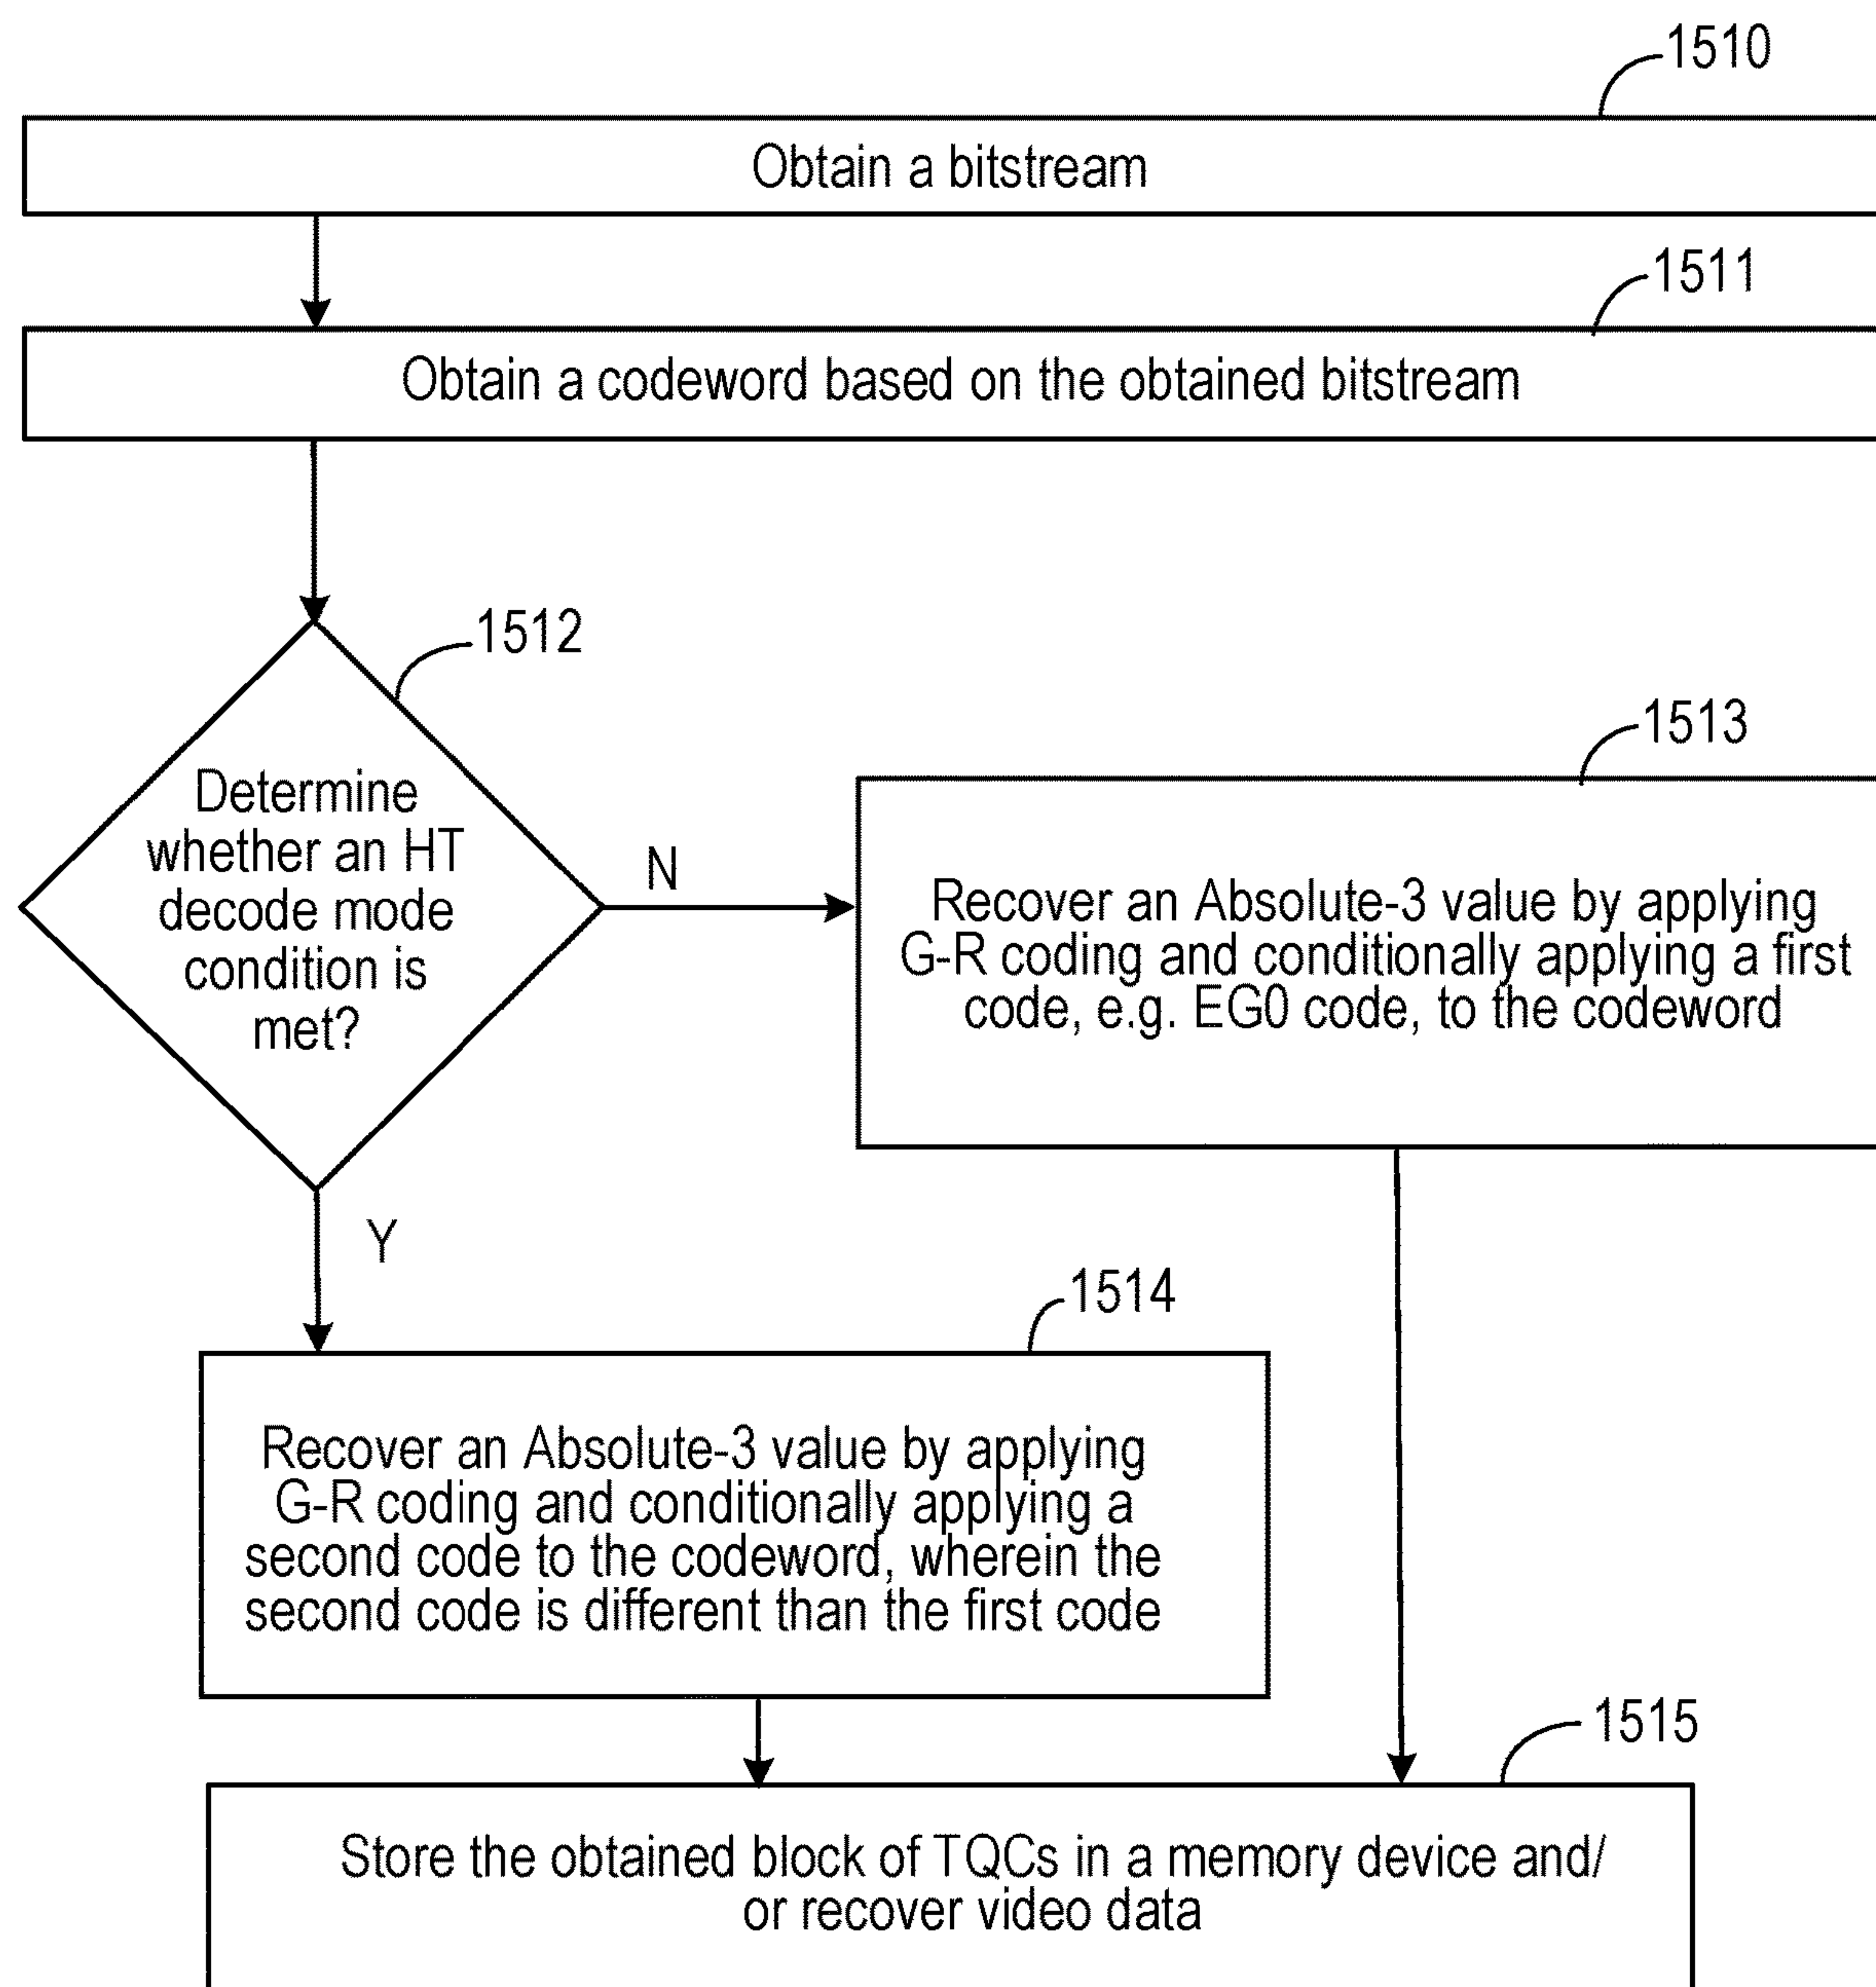 1510
Obtain a bitstream
1511
Obtain a codeword based on the obtained bitstream
1512
Determine
whether an HT
decode mode
condition is
met?
N
1513
Recover an Absolute-3 value by applying
G-R coding and conditionally applying a first
code, e.g. EG0 code, to the codeword
Y
1514
Recover an Absolute-3 value by applying
G-R coding and conditionally applying a
second code to the codeword, wherein the
second code is different than the first code
1515
Store the obtained block of TQCs in a memory device and/
or recover video data